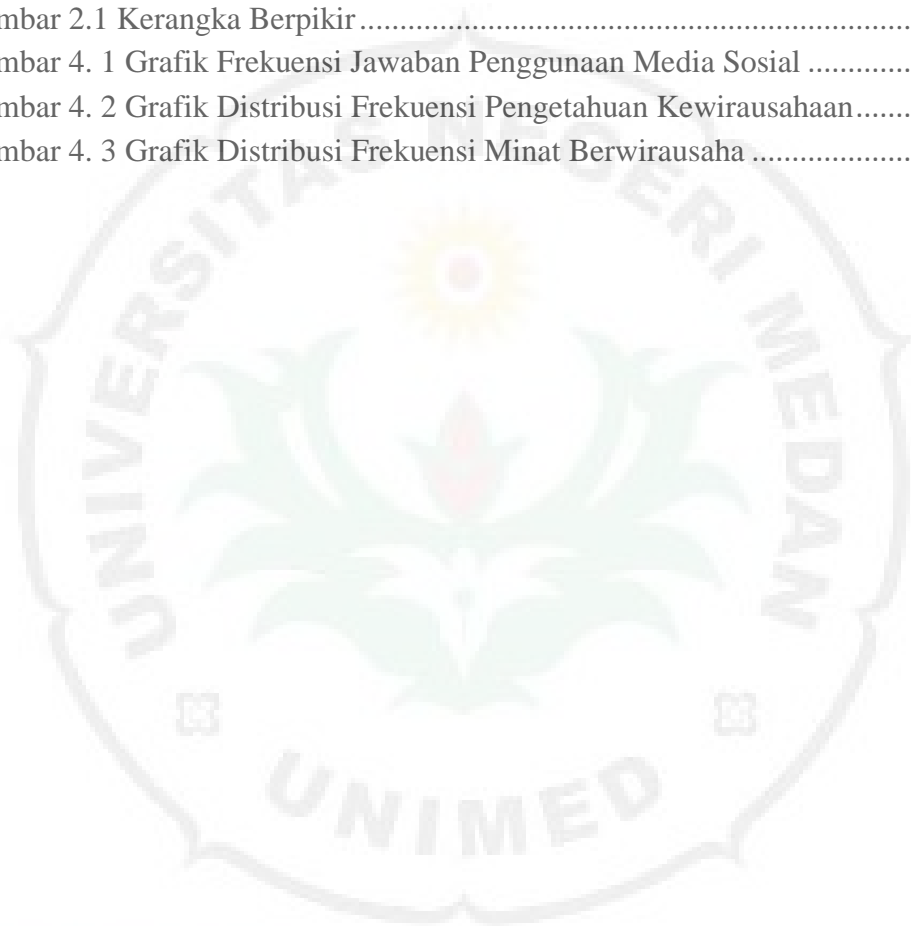 mbar 2.1 Kerangka Berpikir................................................................................
mbar 4. 1 Grafik Frekuensi Jawaban Penggunaan Media Sosial .............
mbar 4. 2 Grafik Distribusi Frekuensi Pengetahuan Kewirausahaan.......
mbar 4. 3 Grafik Distribusi Frekuensi Minat Berwirausaha ....................
UNIVERSITAS NEGERI MEDAN
UNIMED